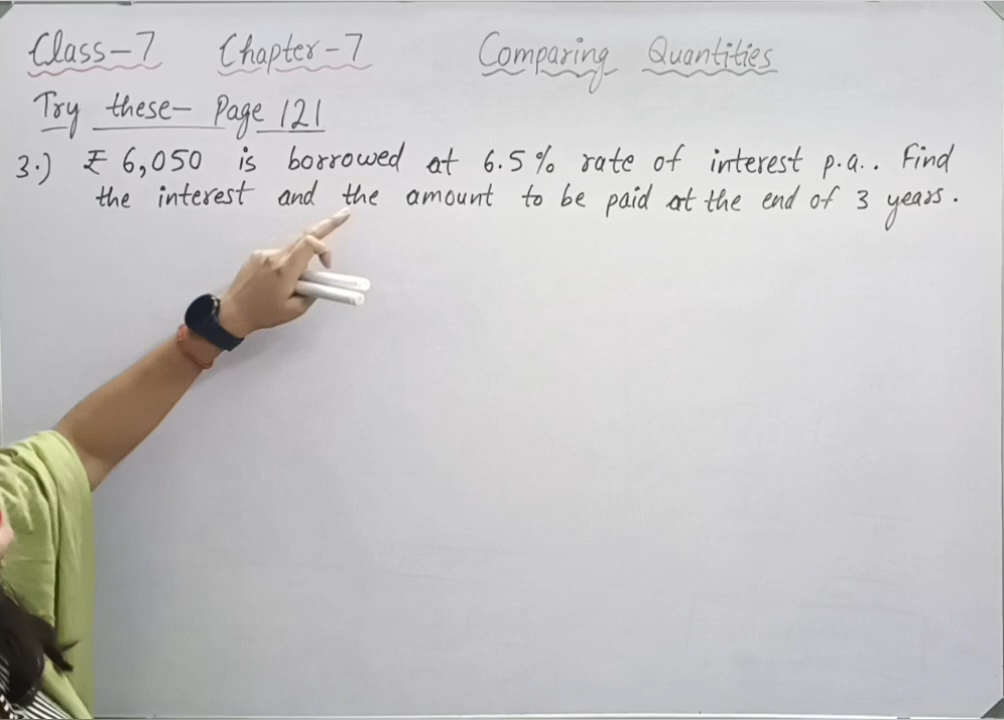 Class-7 Chapter-7 Comparing Quantities
Try these- Page 121
3.) ₹ 6,050 is borrowed at 6.5% rate of interest p.a.. Find
the interest and the amount to be paid at the end of 3 years.